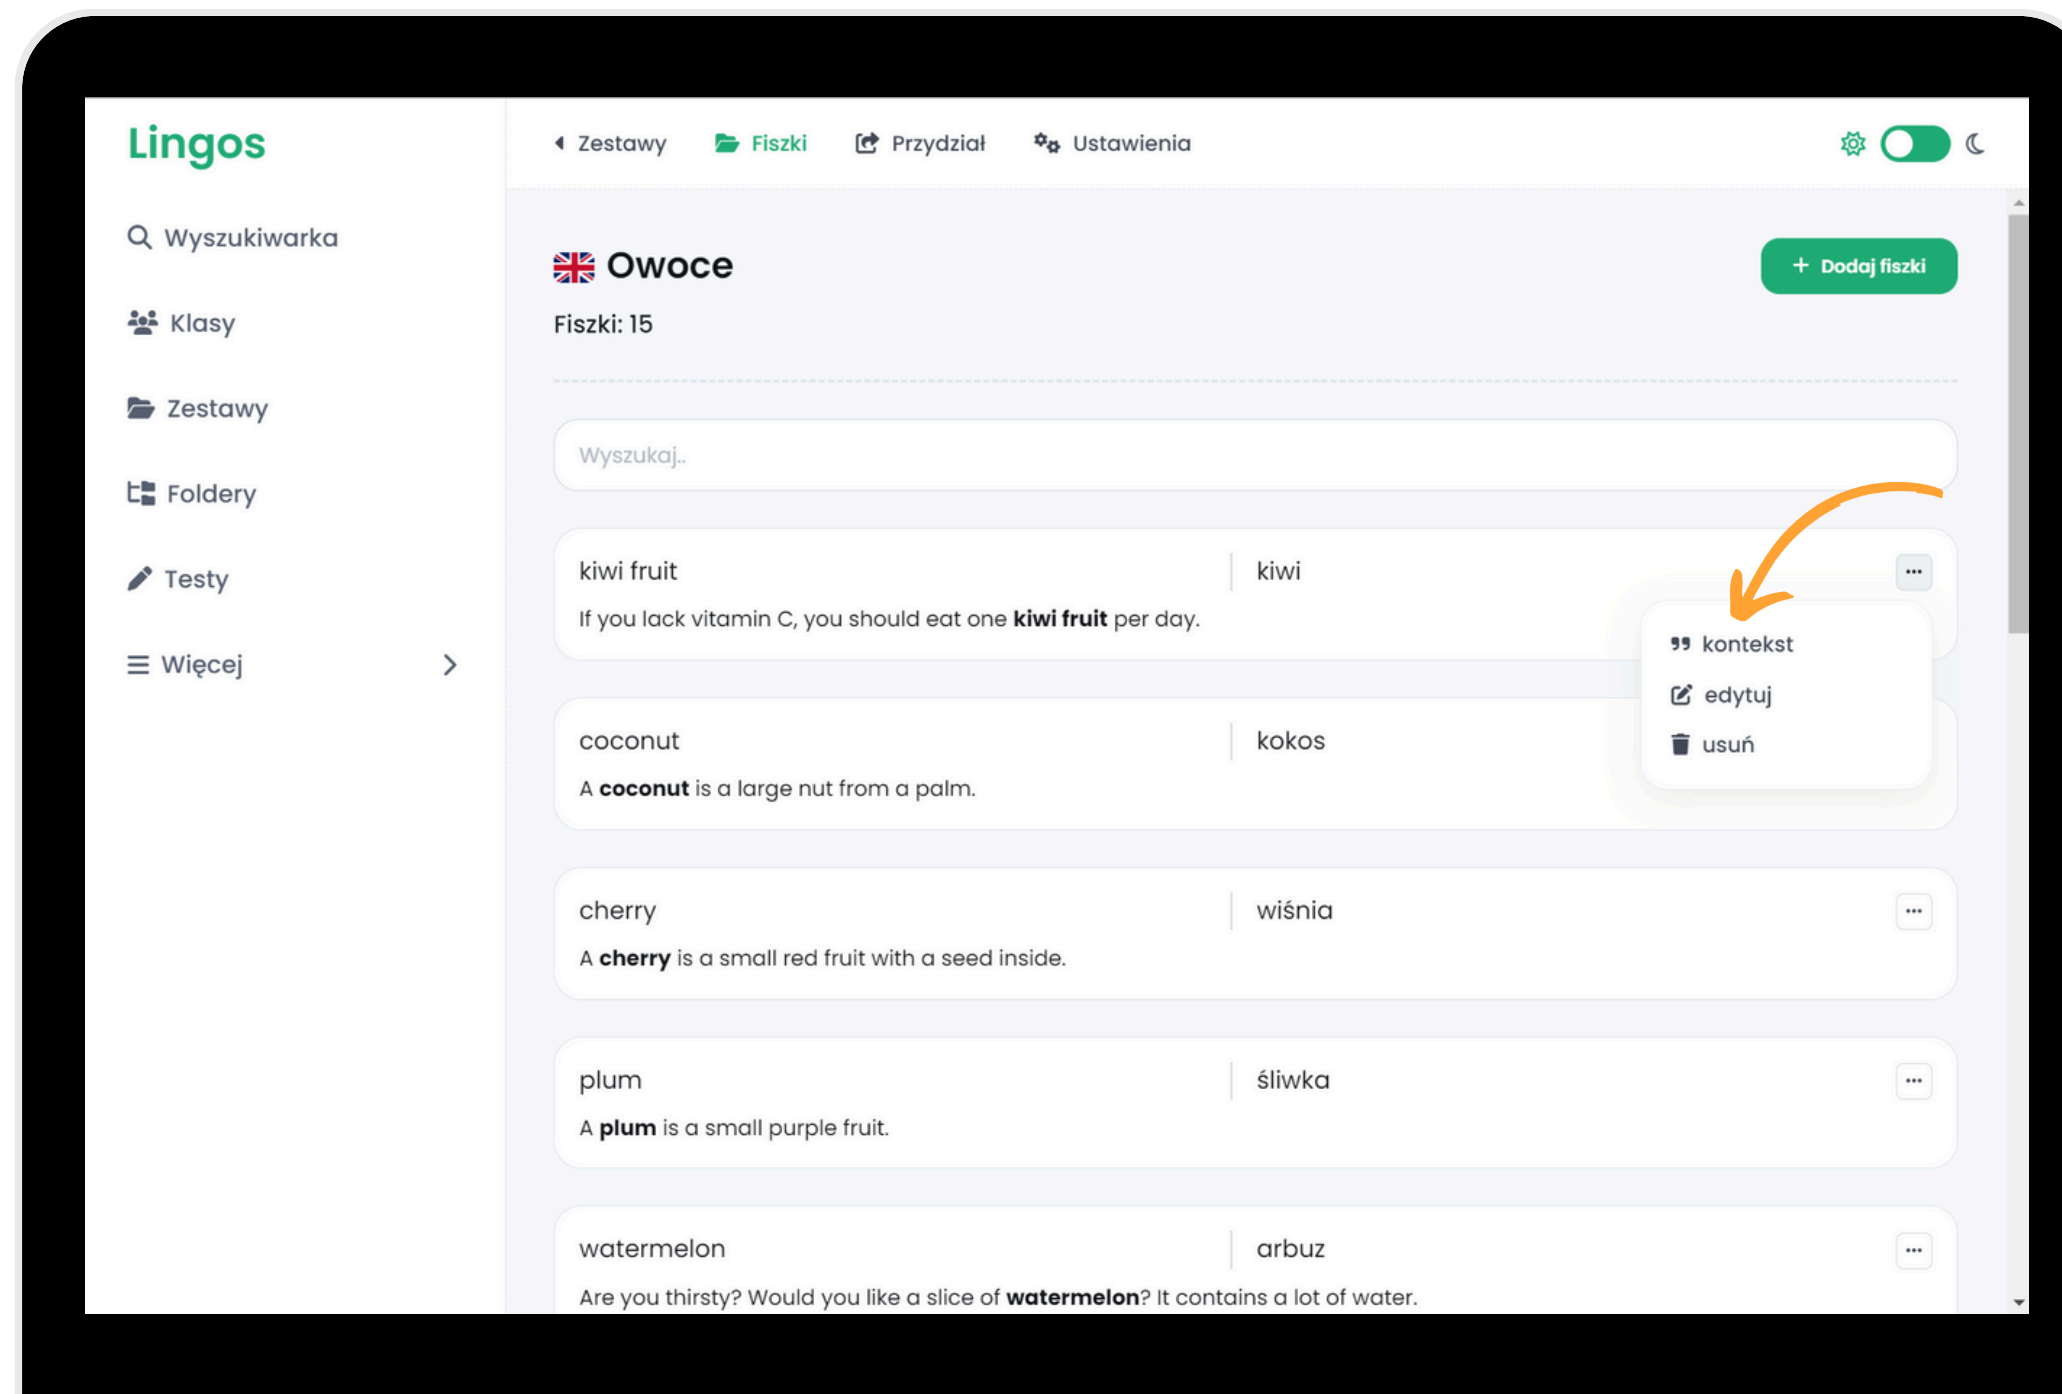 Lingos
Zestawy Fiszki Przydział Ustawienia
Wyszukiwarka
Klasy
Zestawy
Foldery
Testy
Więcej
Owoce
+ Dodaj fiszki
Fiszki: 15
Wyszukaj..
kiwi fruit kiwi
If you lack vitamin C, you should eat one kiwi fruit per day.
kontekst
edytuj
usuń
coconut kokos
A coconut is a large nut from a palm.
cherry wiśnia
A cherry is a small red fruit with a seed inside.
plum śliwka
A plum is a small purple fruit.
watermelon arbuz
Are you thirsty? Would you like a slice of watermelon? It contains a lot of water.